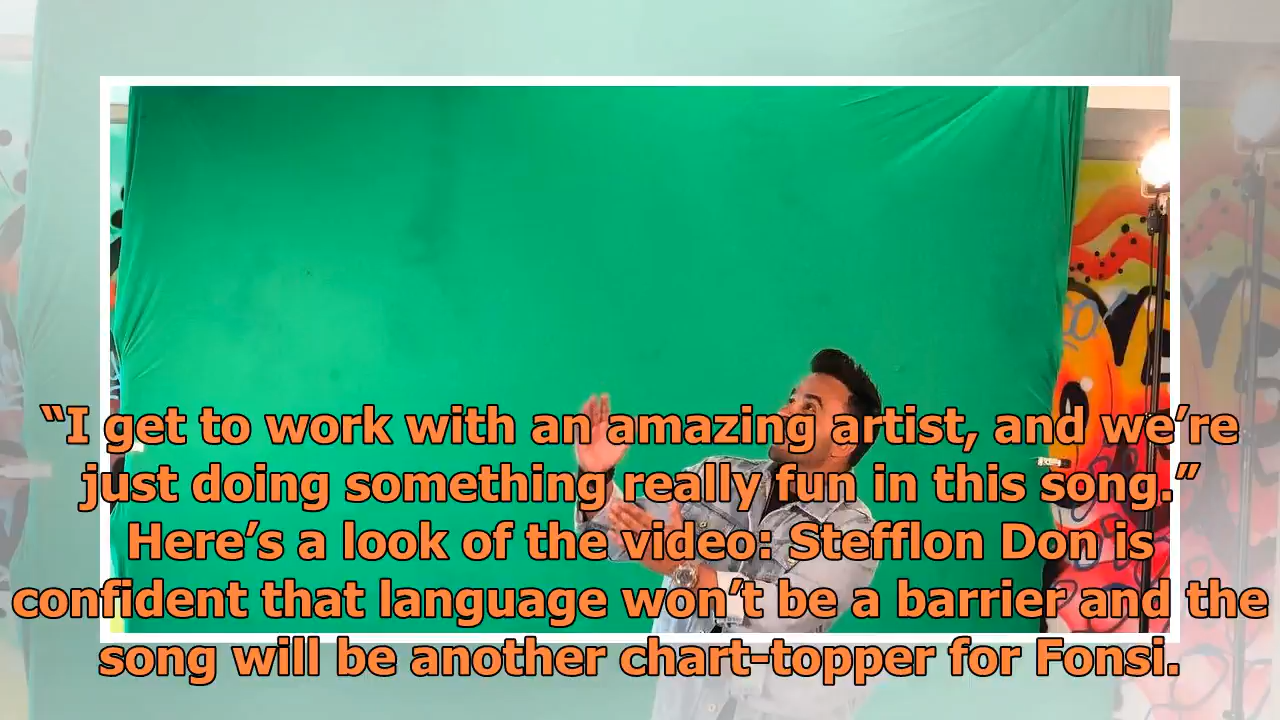 “I get to work with an amazing artist, and we’re
just doing something really fun in this song.”
Here’s a look of the video: Stefflon Don is
confident that language won’t be a barrier and the
song will be another chart-topper for Fonsi.